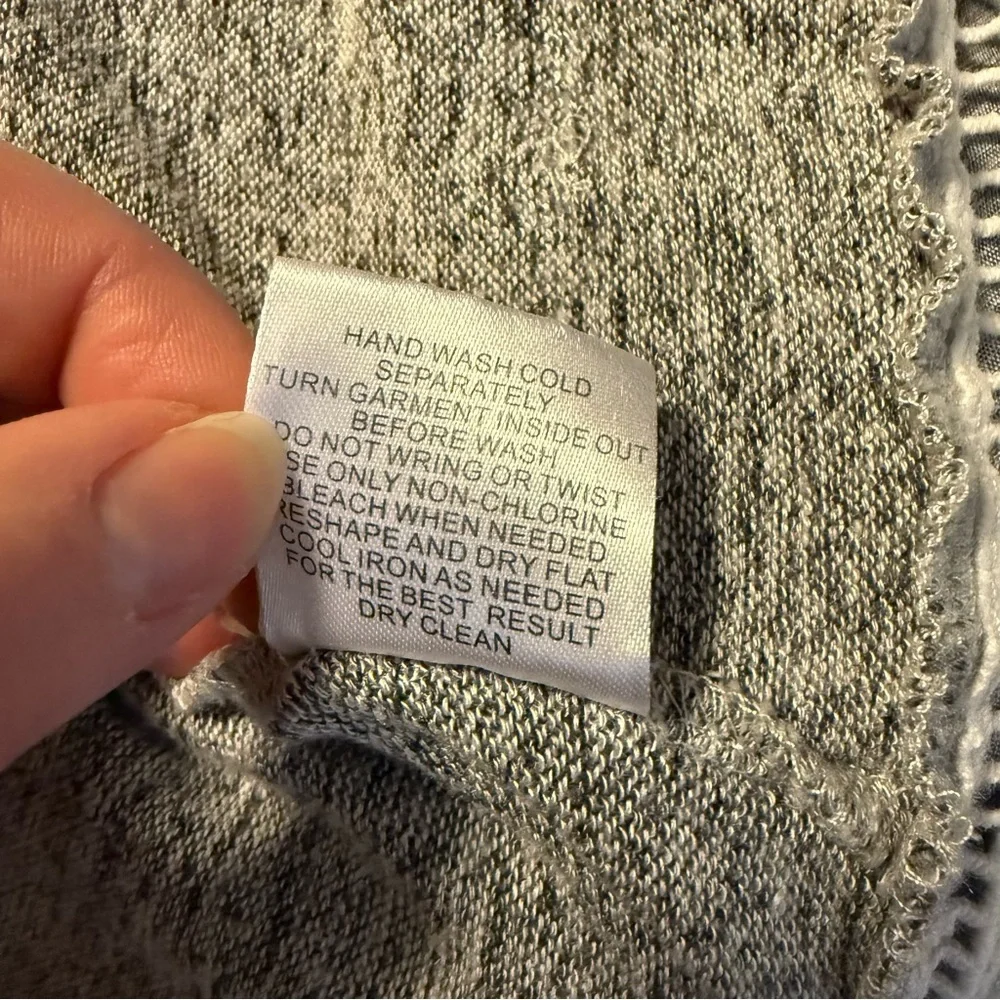 HAND WASH COLD
SEPARATELY
TURN GARMENT INSIDE OUT
BEFORE WASH
DO NOT WRING OR TWIST
SE ONLY NON-CHLORINE
BLEACH WHEN NEEDED
RESHAPE AND DRY FLAT
COOL IRON AS NEEDED
FOR THE BEST RESULT
DRY CLEAN